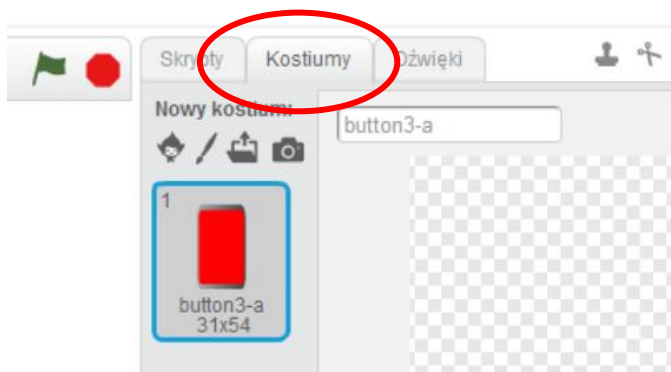 Skrypty Kostiumy Dźwięki
Nowy kostium:
button3-a
1
button3-a
31x54